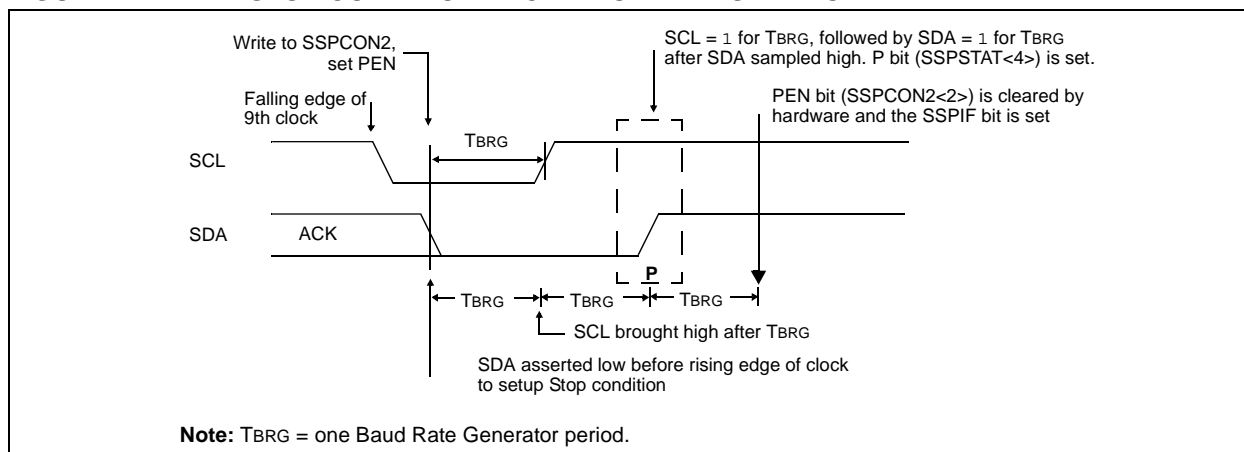 Write to SSPCON2,
set PEN
SCL = 1 for TBRG, followed by SDA = 1 for TBRG
after SDA sampled high. P bit (SSPSTAT<4>) is set.
Falling edge of
9th clock
PEN bit (SSPCON2<2>) is cleared by
hardware and the SSPIF bit is set
TBRG
SCL
SDA
ACK
P
TBRG
TBRG
TBRG
SCL brought high after TBRG
SDA asserted low before rising edge of clock
to setup Stop condition
Note: TBRG = one Baud Rate Generator period.